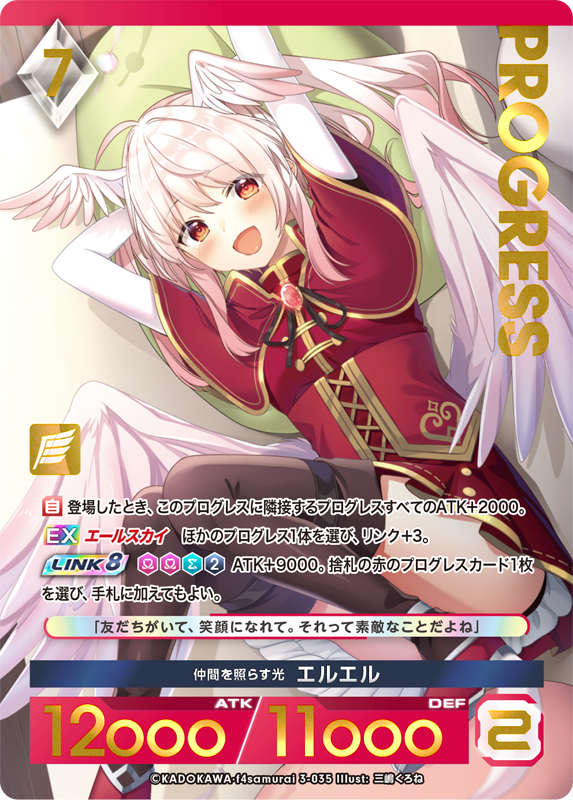 7
PROGRESS
自 登場したとき、このプログレスに隣接するプログレスすべてのATK+2000。
EX エールスカイ ほかのプログレス1体を選び、リンク+3。
LINK 8 Ω Ω Σ 2 ATK+9000。捨札の赤のプログレスカード1枚
を選び、手札に加えてもよい。
「友だちがいて、笑顔になれて。それって素敵なことだよね」
仲間を照らす光 エルエル
ATK DEF
12000/11000 2
©KADOKAWA-f4samurai 3-035 Illust: 三嶋くろね